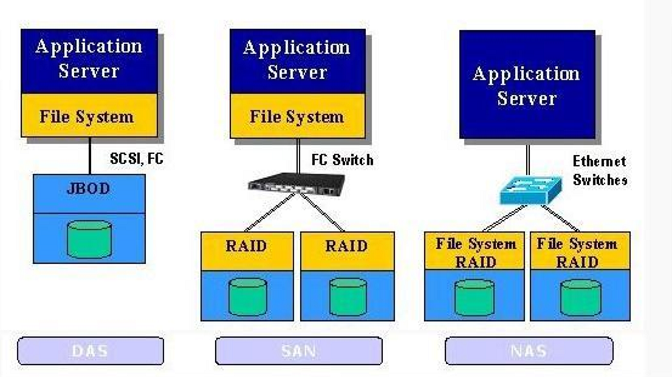 Application
Server
File System
SCSI, FC
JBOD
DAS
Application
Server
File System
FC Switch
RAID
RAID
SAN
Application
Server
Ethernet
Switches
File System
RAID
File System
RAID
NAS